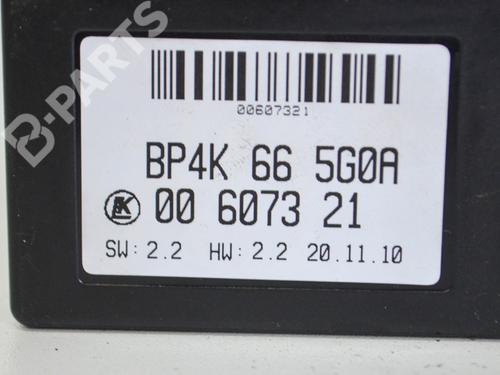 B-PARTS
00607321
BP4K 66 5G0A
00 6073 21
SW: 2.2 HW: 2.2 20.11.10